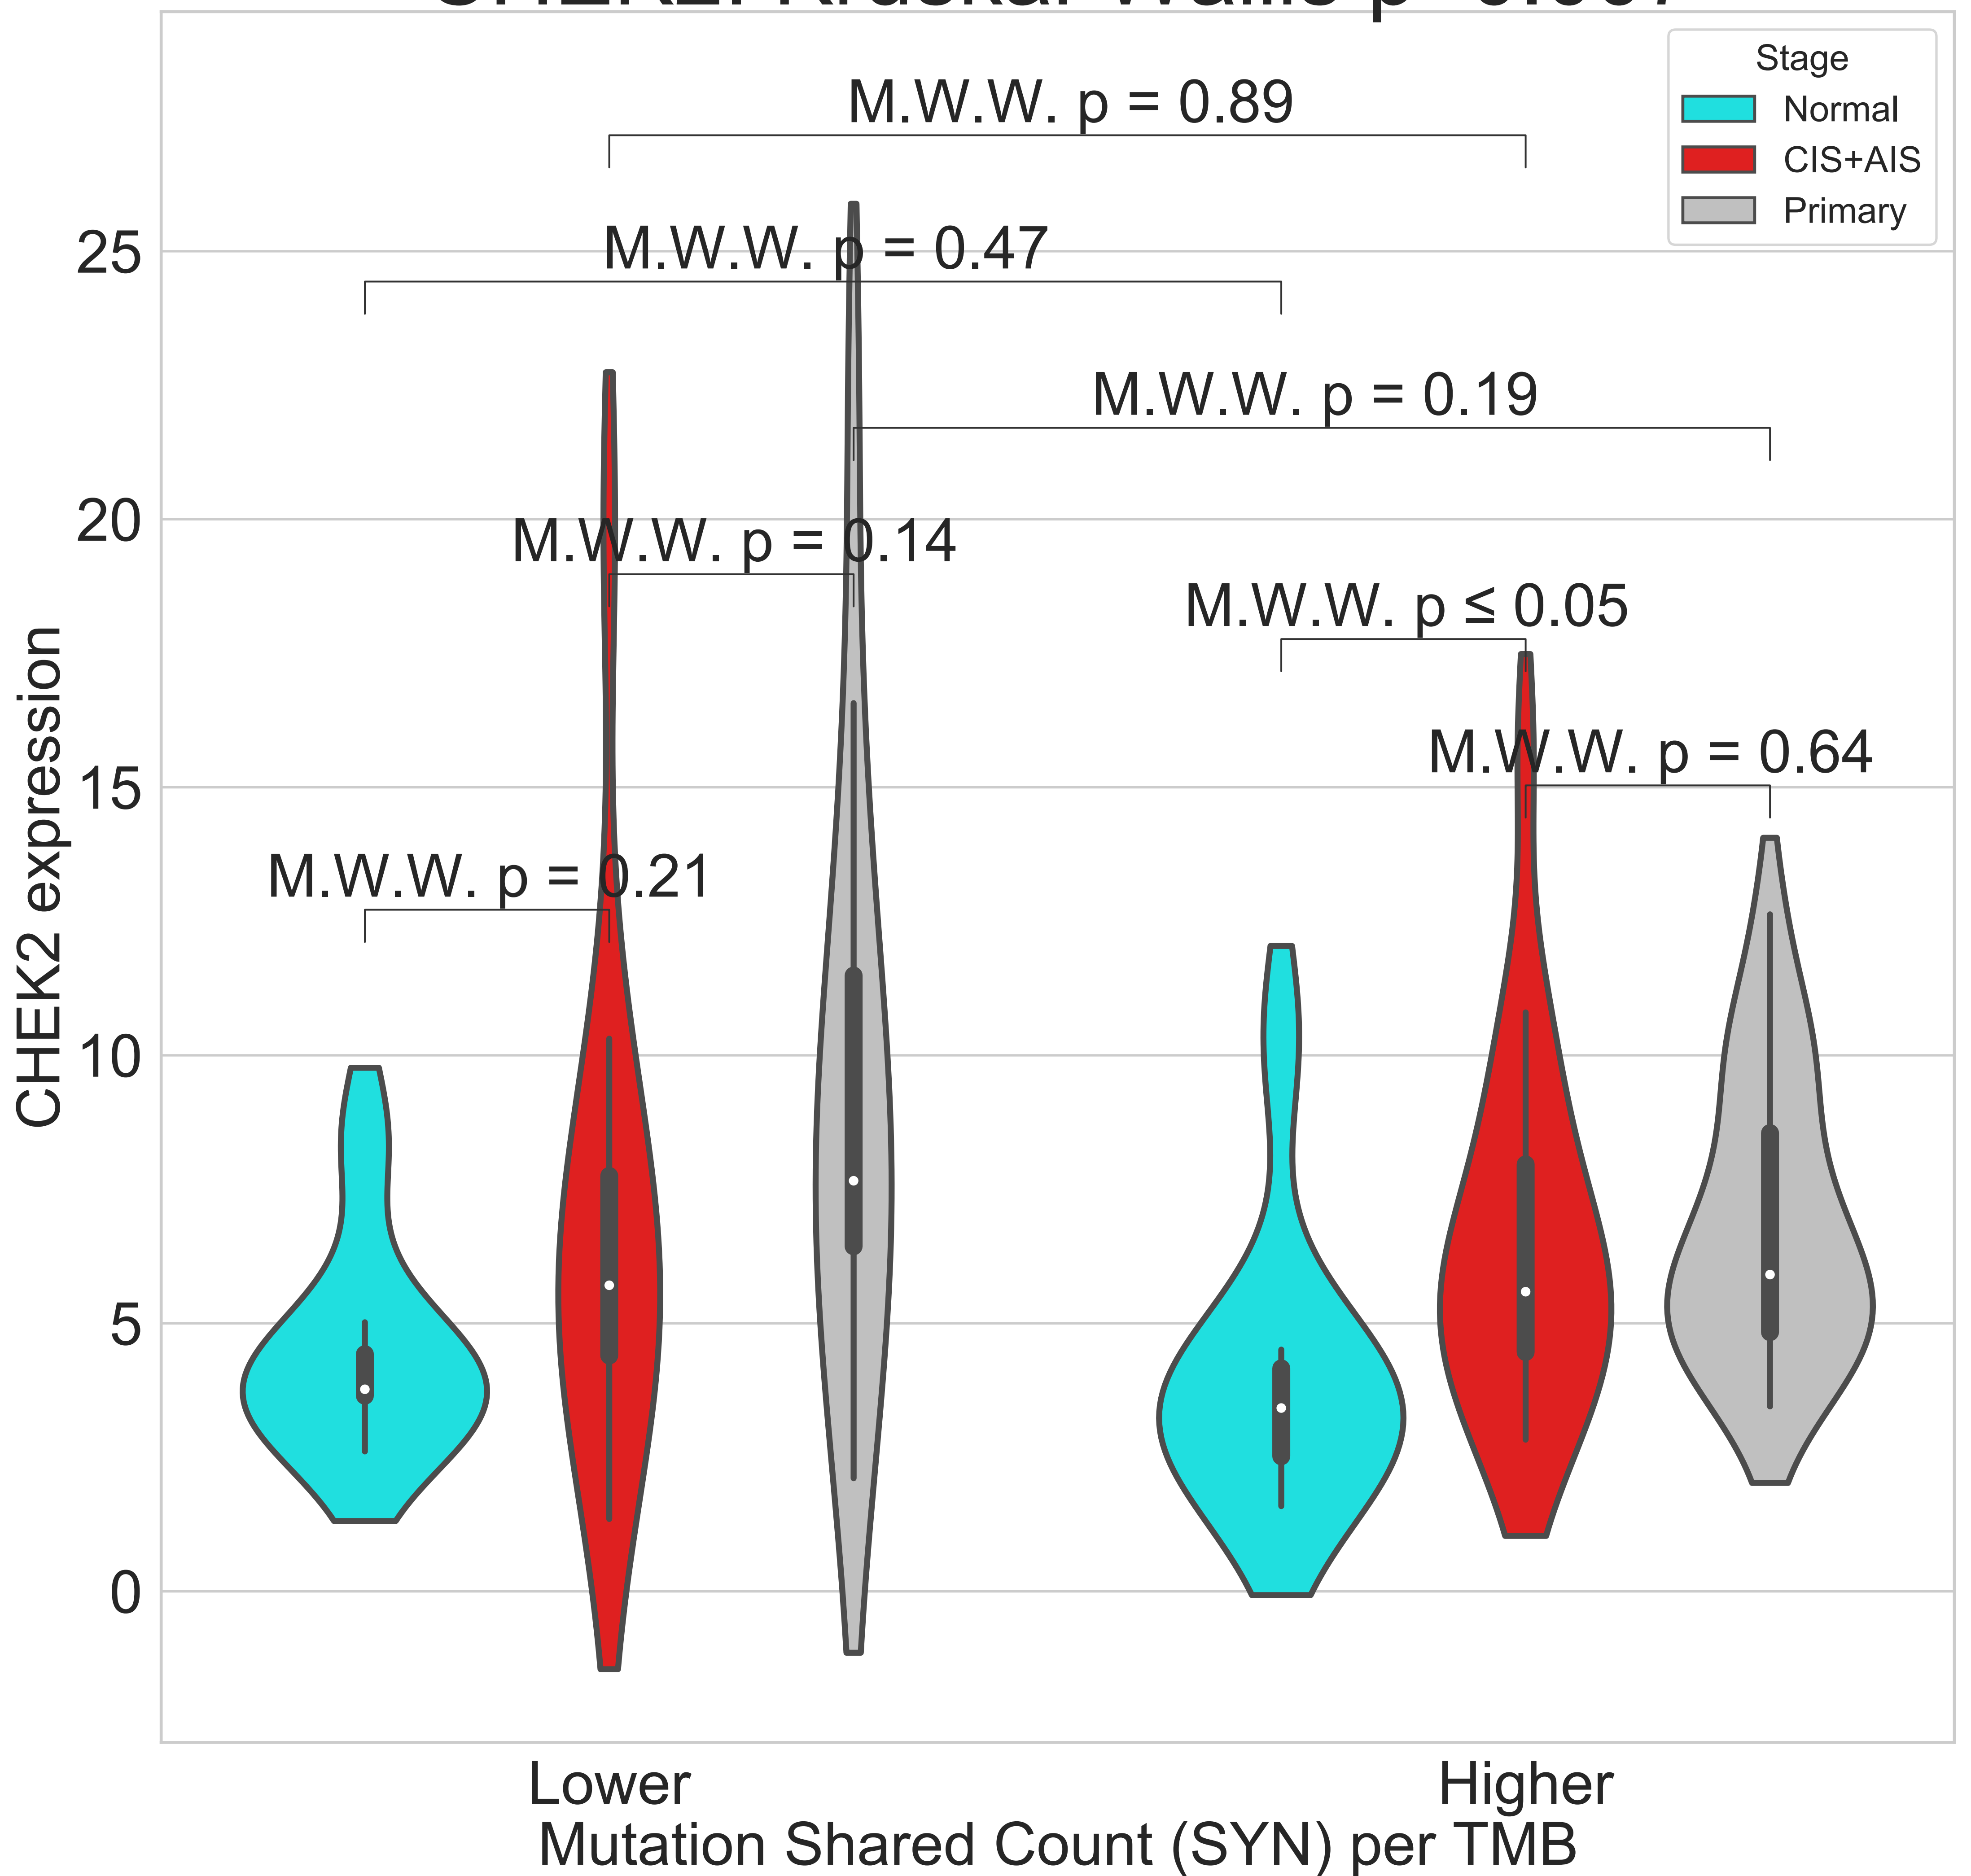 Stage
Normal
CIS+AIS
Primary
M.W.W. p = 0.89
M.W.W. p = 0.47
M.W.W. p = 0.19
M.W.W. p = 0.14
M.W.W. p ≤ 0.05
M.W.W. p = 0.64
M.W.W. p = 0.21
CHEK2 expression
25
20
15
10
5
0
Lower
Higher
Mutation Shared Count (SYN) per TMB